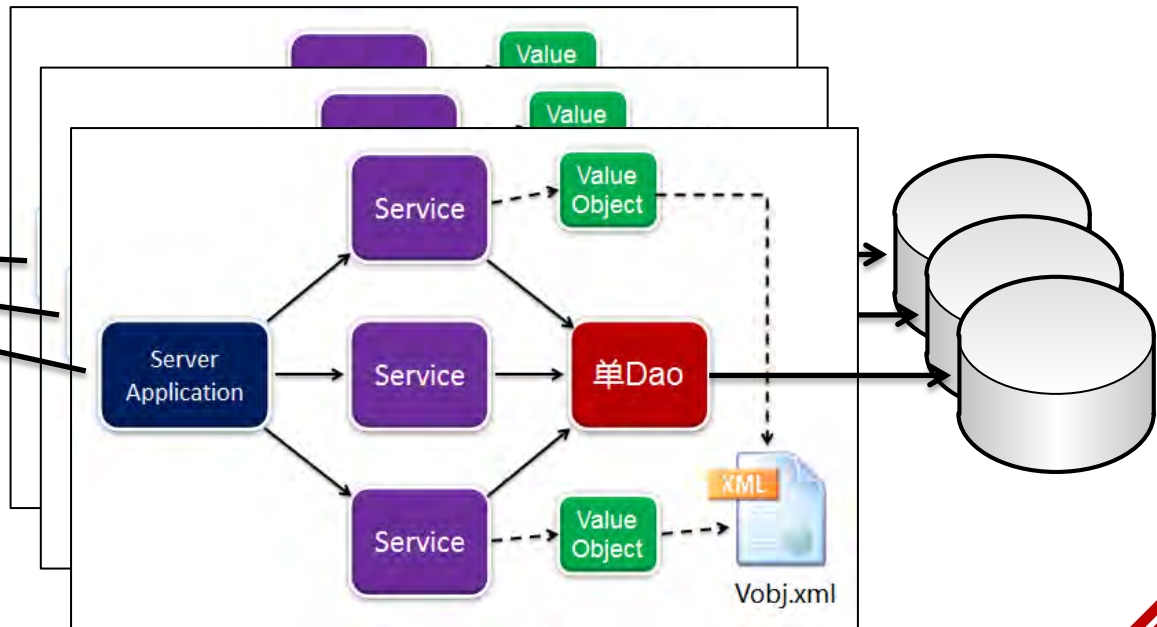 Value
Value
Value
Object
Service
Server
Application
Service
单Dao
XML
Service
Value
Object
Vobj.xml